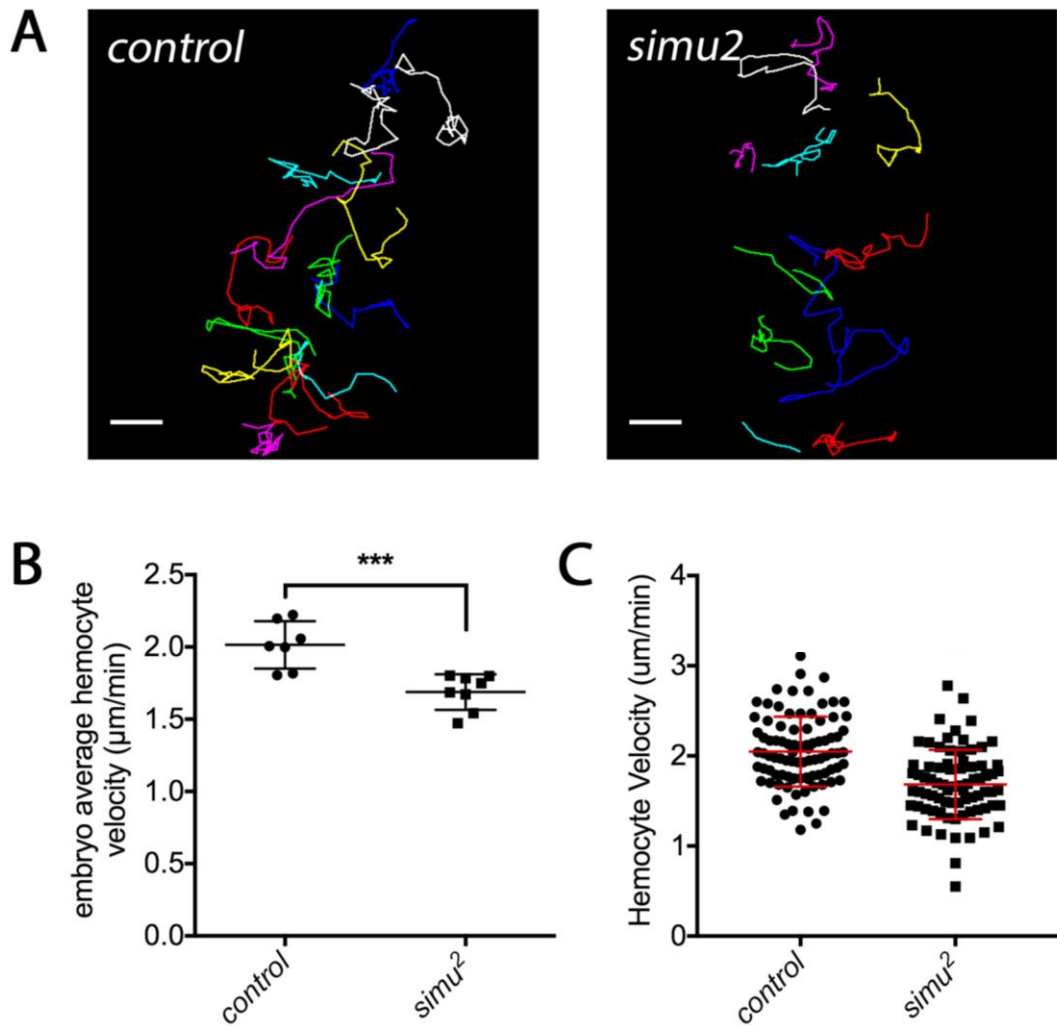 A
control
simu2
B
embryo average hemocyte
velocity (μm/min)
2.5
2.0
1.5
1.0
0.5
0.0
***
control
simu²
C
Hemocyte Velocity (um/min)
4
3
2
1
0
control
simu²